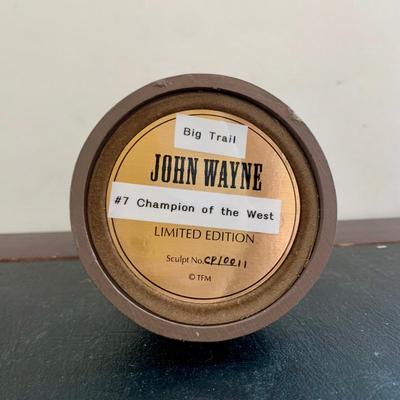 Big Trail
JOHN WAYNE
#7 Champion of the West
LIMITED EDITION
Sculpt No. CP10011
© TFM